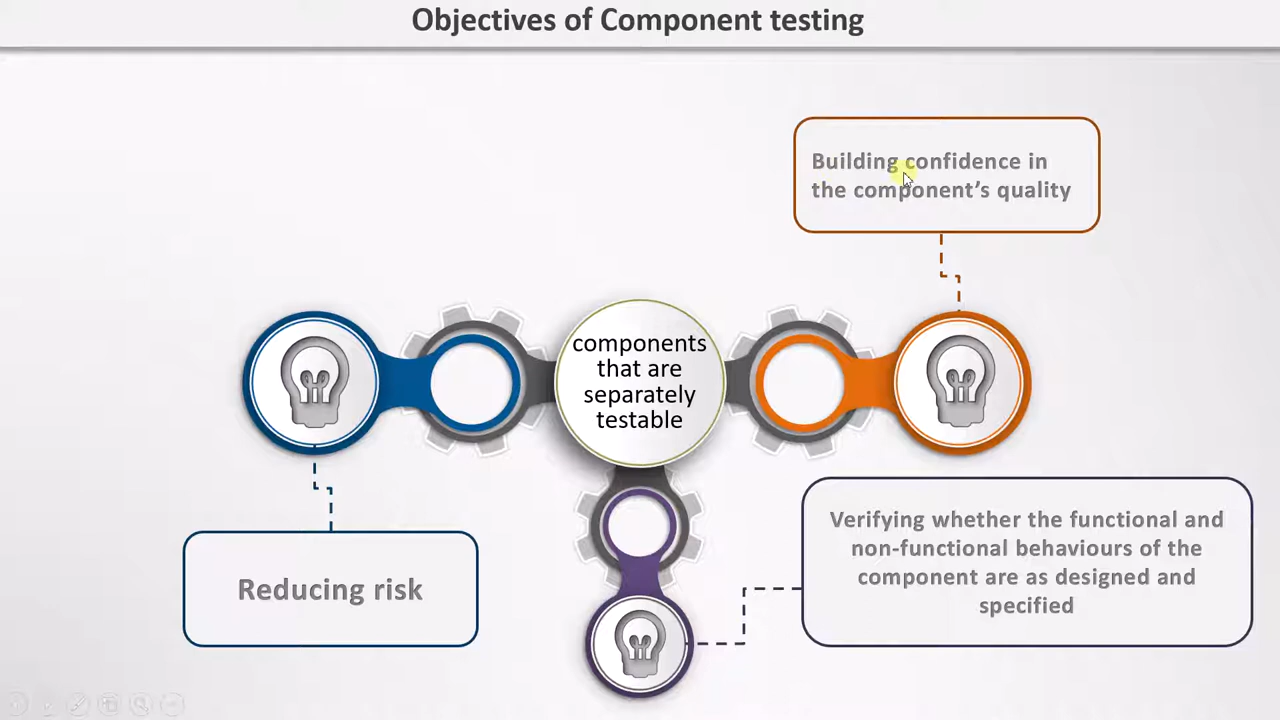 Objectives of Component testing
Building confidence in
the component’s quality
components
that are
separately
testable
Reducing risk
Verifying whether the functional and
non-functional behaviours of the
component are as designed and
specified